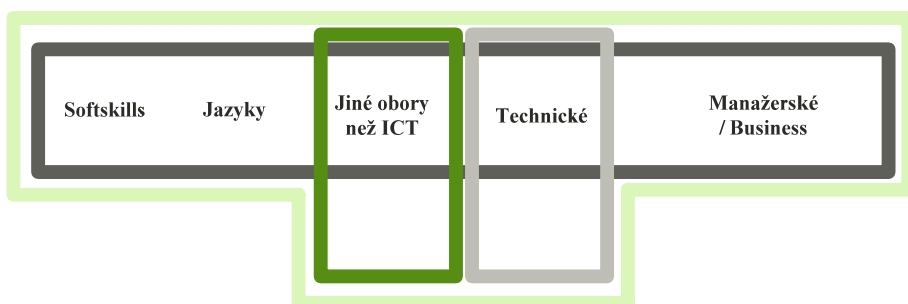 Softskills
Jazyky
Jiné obory
než ICT
Technické
Manažerské
/ Business